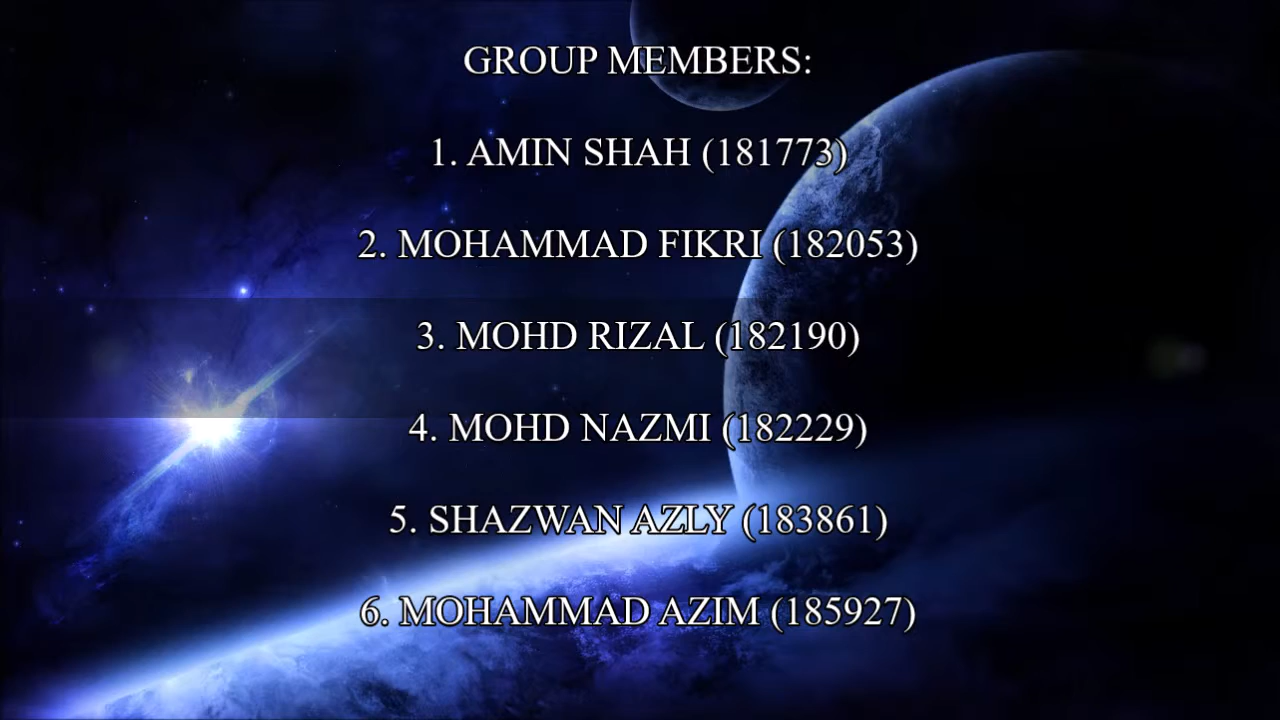 GROUP MEMBERS:
1. AMIN SHAH (181773)
2. MOHAMMAD FIKRI (182053)
3. MOHD RIZAL (182190)
4. MOHD NAZMI (182229)
5. SHAZWAN AZLY (183861)
6. MOHAMMAD AZIM (185927)